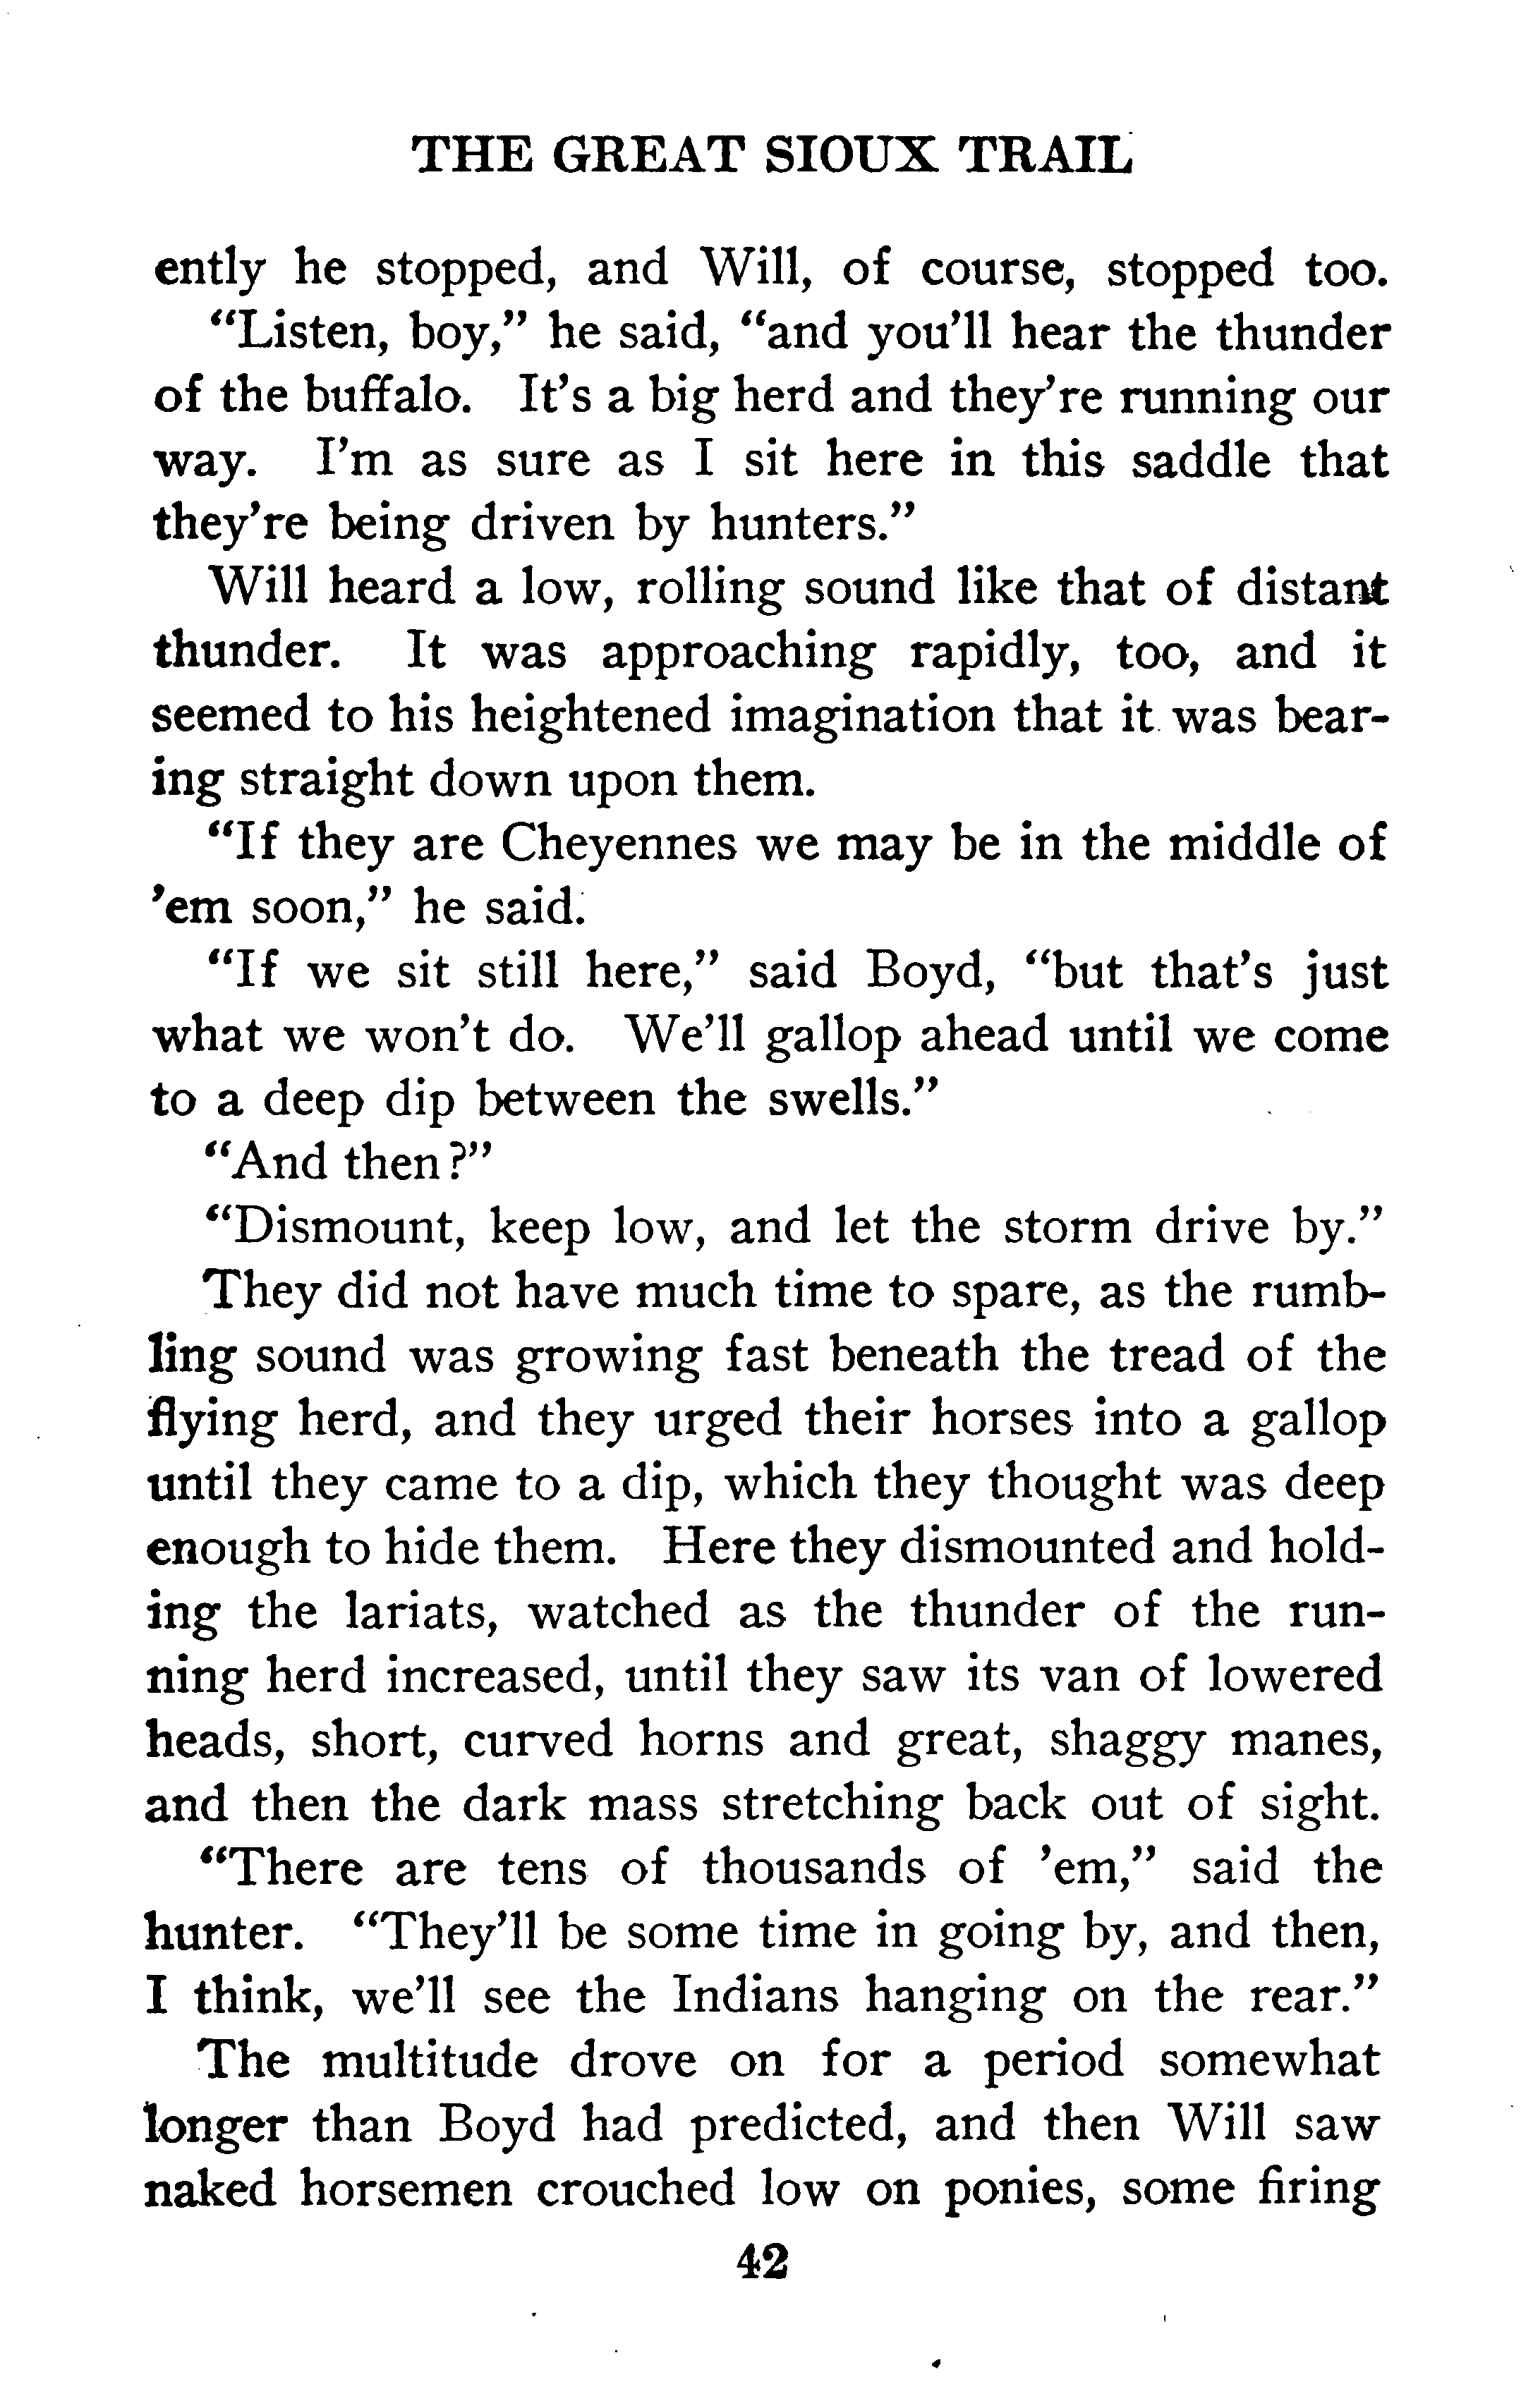 THE GREAT SIOUX TRAIL
ently he stopped, and Will, of course, stopped too.
“Listen, boy,” he said, “and you'll hear the thunder
of the buffalo. It's a big herd and they're running our
way. I'm as sure as I sit here in this saddle that
they're being driven by hunters.”
Will heard a low, rolling sound like that of distant
thunder. It was approaching rapidly, too, and it
seemed to his heightened imagination that it was bear-
ing straight down upon them.
“If they are Cheyennes we may be in the middle of
'em soon,” he said.
“If we sit still here,” said Boyd, “but that's just
what we won't do. We'll gallop ahead until we come
to a deep dip between the swells.”
“And then?”
“Dismount, keep low, and let the storm drive by.”
They did not have much time to spare, as the rumb-
ling sound was growing fast beneath the tread of the
flying herd, and they urged their horses into a gallop
until they came to a dip, which they thought was deep
enough to hide them. Here they dismounted and hold-
ing the lariats, watched as the thunder of the run-
ning herd increased, until they saw its van of lowered
heads, short, curved horns and great, shaggy manes,
and then the dark mass stretching back out of sight.
“There are tens of thousands of 'em,” said the
hunter. “They'll be some time in going by, and then,
I think, we'll see the Indians hanging on the rear.”
The multitude drove on for a period somewhat
longer than Boyd had predicted, and then Will saw
naked horsemen crouched low on ponies, some firing
42